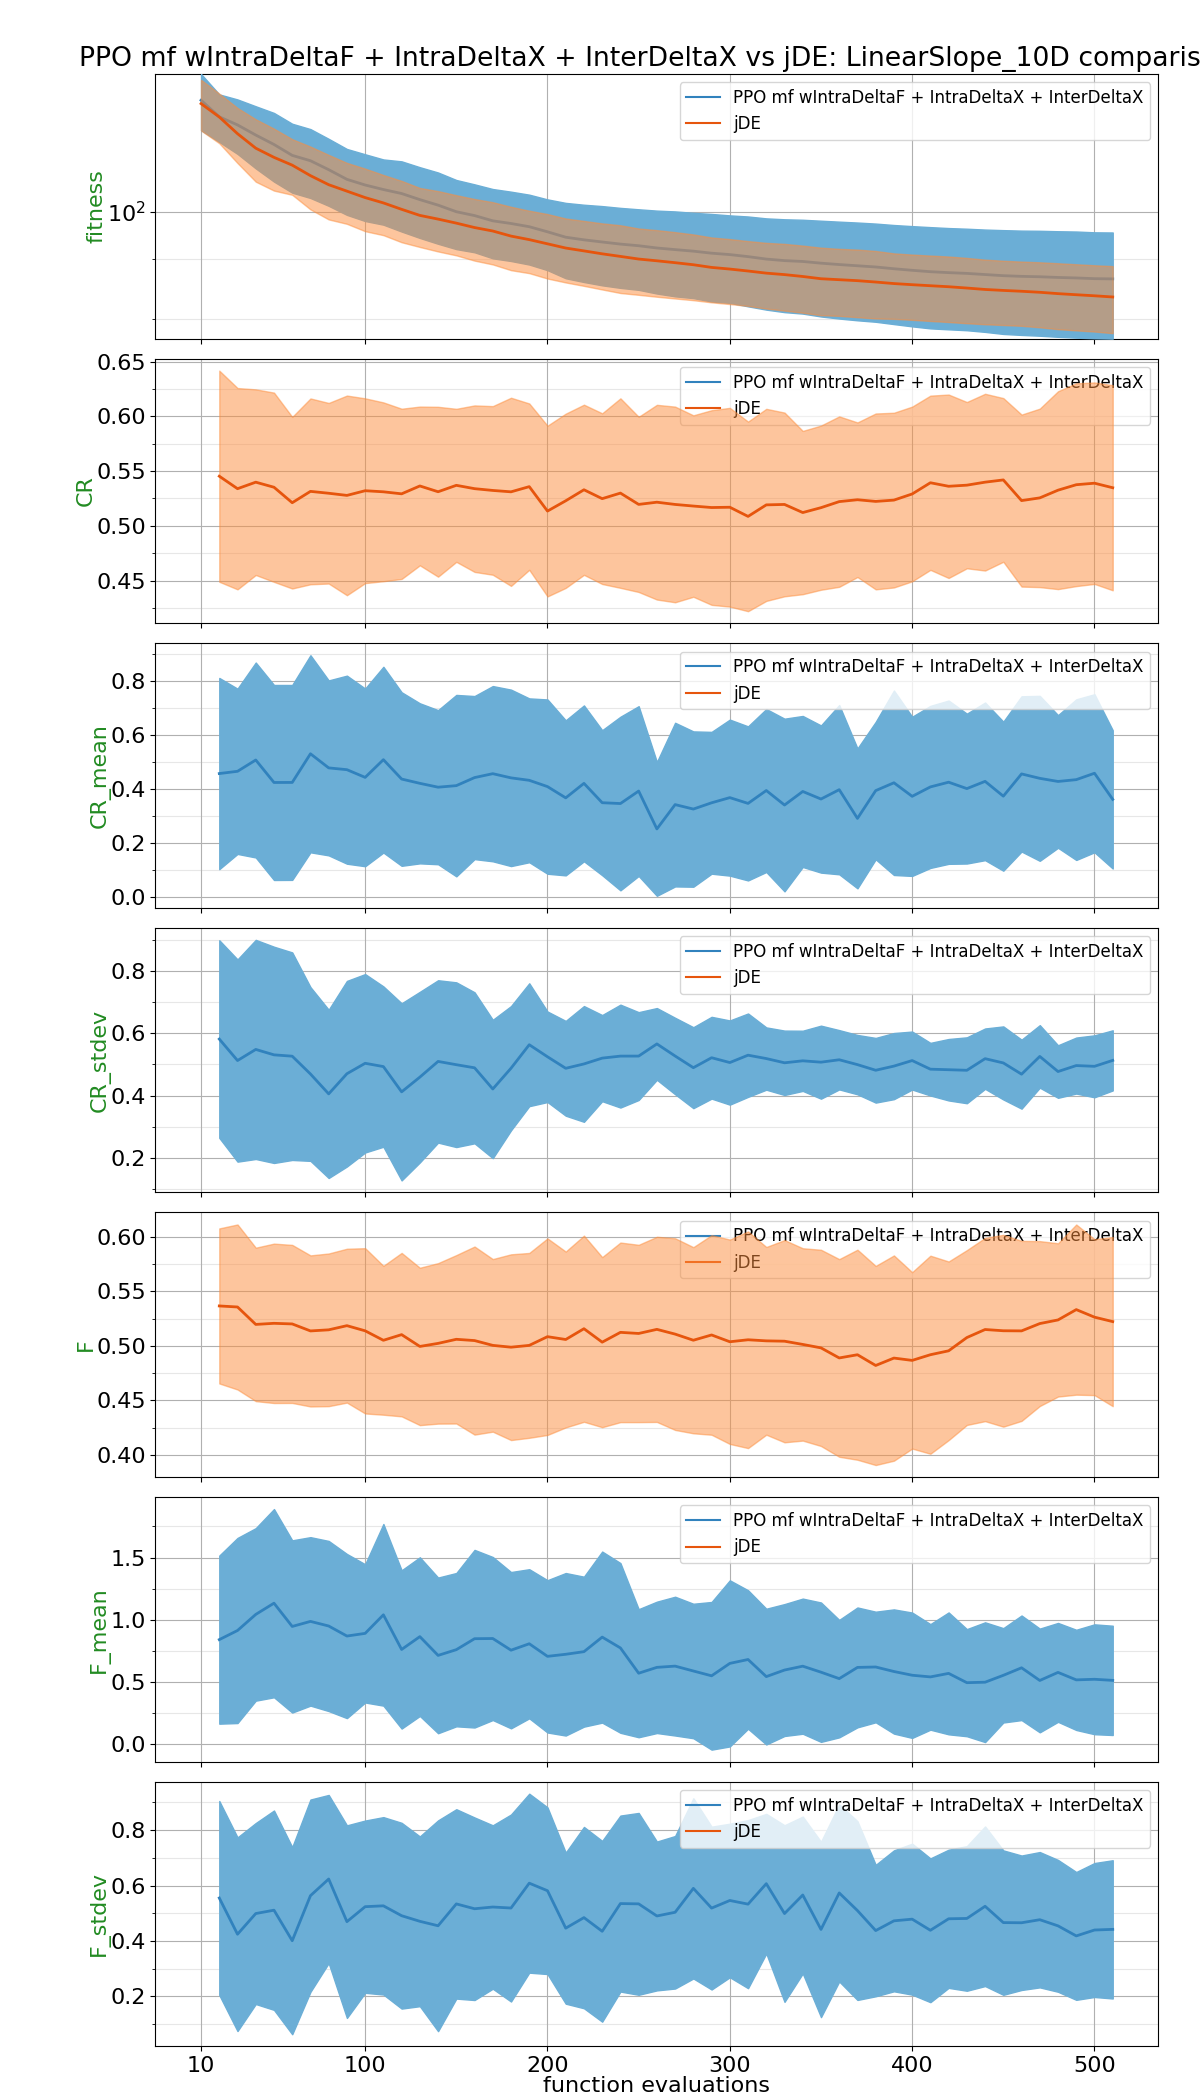 PPO mf wIntraDeltaF + IntraDeltaX + InterDeltaX vs jDE: LinearSlope_10D comparis
PPO mf wIntraDeltaF + IntraDeltaX + InterDeltaX
jDE
fitness
10²
PPO mf wIntraDeltaF + IntraDeltaX + InterDeltaX
jDE
CR
0.65
0.60
0.55
0.50
0.45
PPO mf wIntraDeltaF + IntraDeltaX + InterDeltaX
jDE
CR_mean
0.8
0.6
0.4
0.2
0.0
PPO mf wIntraDeltaF + IntraDeltaX + InterDeltaX
jDE
CR_stdev
0.8
0.6
0.4
0.2
PPO mf wIntraDeltaF + IntraDeltaX + InterDeltaX
jDE
F
0.60
0.55
0.50
0.45
0.40
PPO mf wIntraDeltaF + IntraDeltaX + InterDeltaX
jDE
F_mean
1.5
1.0
0.5
0.0
PPO mf wIntraDeltaF + IntraDeltaX + InterDeltaX
jDE
F_stdev
0.8
0.6
0.4
0.2
10 100 200 300 400 500
function evaluations